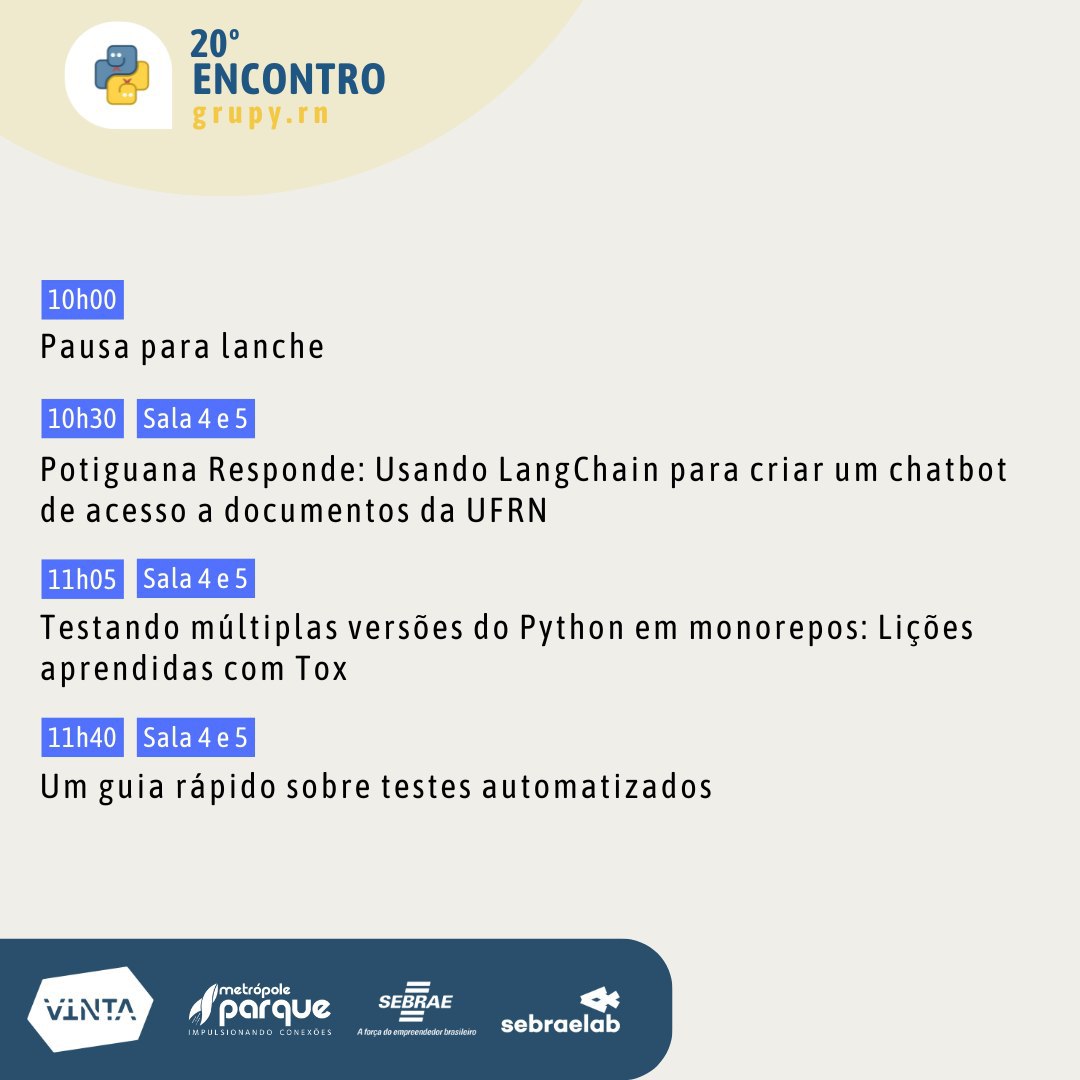 20º
ENCONTRO
grupy.rn
10h00
Pausa para lanche
10h30 Sala 4 e 5
Potiguana Responde: Usando LangChain para criar um chatbot
de acesso a documentos da UFRN
11h05 Sala 4 e 5
Testando múltiplas versões do Python em monorepos: Lições
aprendidas com Tox
11h40 Sala 4 e 5
Um guia rápido sobre testes automatizados
VINTA
metrópole
parque
IMPULSIONANDO CONEXÕES
SEBRAE
A força do empreendedor brasileiro
sebraelab